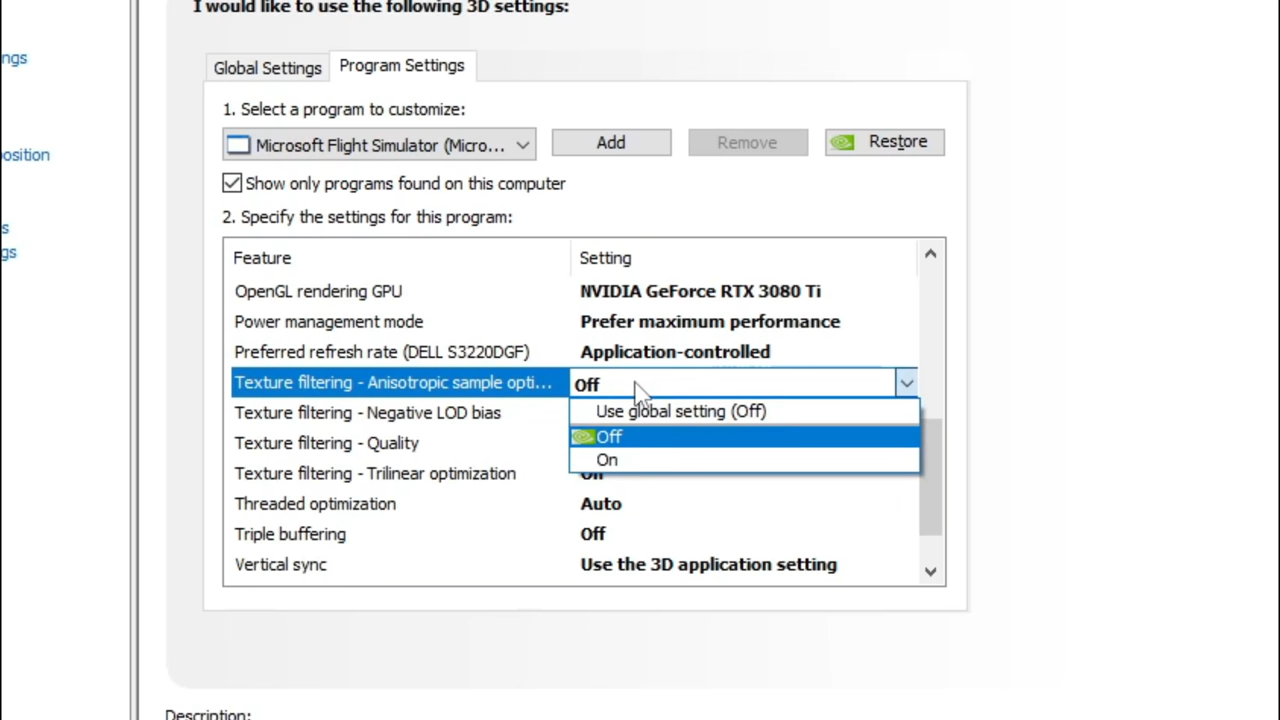 I would like to use the following 3D settings:
ngs
Global Settings
Program Settings
1. Select a program to customize:
Microsoft Flight Simulator (Micro...
Add
Remove
Restore
osition
Show only programs found on this computer
2. Specify the settings for this program:
s
gs
Feature
Setting
OpenGL rendering GPU
NVIDIA GeForce RTX 3080 Ti
Power management mode
Prefer maximum performance
Preferred refresh rate (DELL S3220DGF)
Application-controlled
Texture filtering - Anisotropic sample opti...
Off
Use global setting (Off)
Off
On
Texture filtering - Negative LOD bias
Texture filtering - Quality
Texture filtering - Trilinear optimization
Threaded optimization
Auto
Triple buffering
Off
Vertical sync
Use the 3D application setting
Description: